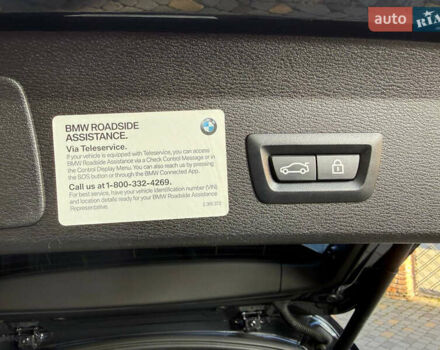 auto RIA
BMW ROADSIDE
ASSISTANCE.
Via Teleservice.
If your vehicle is equipped with Teleservice, you can access
BMW Roadside Assistance via a Check Control Message or in
the Control Display Menu. You can also reach us by pressing
the SOS button or through the BMW Connected App.
Call us at 1-800-332-4269.
For best service, have your vehicle identification number (VIN)
and location details ready for your BMW Roadside Assistance
Representative.